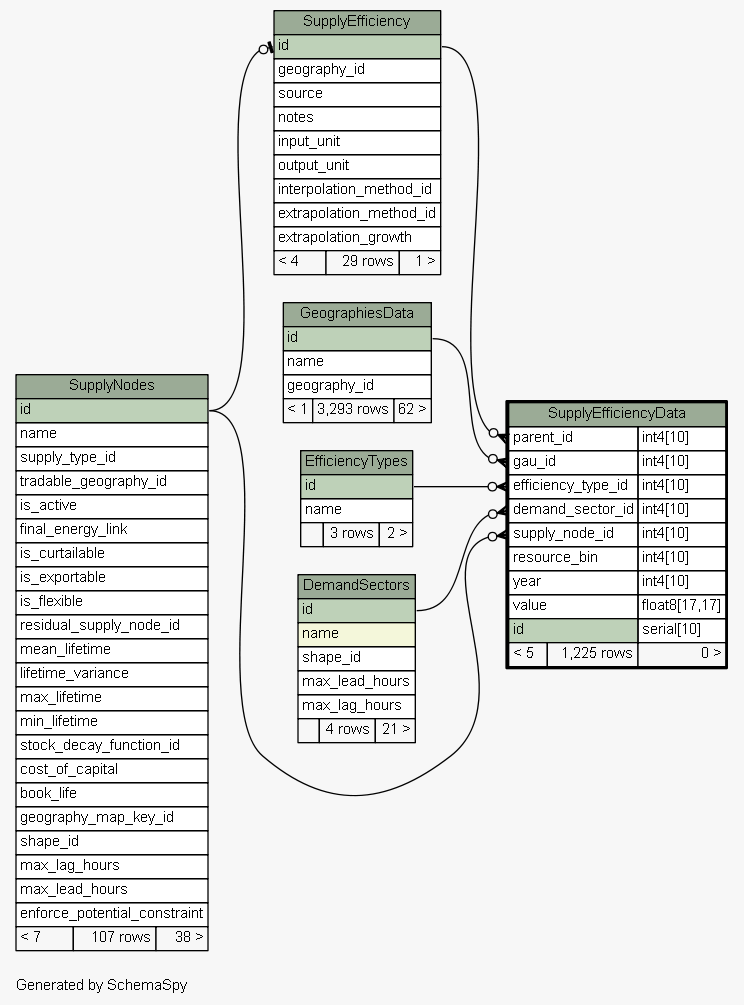 SupplyEfficiency
id
geography_id
source
notes
input_unit
output_unit
interpolation_method_id
extrapolation_method_id
extrapolation_growth
< 4 29 rows 1 >
GeographiesData
id
name
geography_id
< 1 3,293 rows 62 >
EfficiencyTypes
id
name
3 rows 2 >
DemandSectors
id
name
shape_id
max_lead_hours
max_lag_hours
4 rows 21 >
SupplyNodes
id
name
supply_type_id
tradable_geography_id
is_active
final_energy_link
is_curtailable
is_exportable
is_flexible
residual_supply_node_id
mean_lifetime
lifetime_variance
max_lifetime
min_lifetime
stock_decay_function_id
cost_of_capital
book_life
geography_map_key_id
shape_id
max_lag_hours
max_lead_hours
enforce_potential_constraint
< 7 107 rows 38 >
SupplyEfficiencyData
parent_id int4[10]
gau_id int4[10]
efficiency_type_id int4[10]
demand_sector_id int4[10]
supply_node_id int4[10]
resource_bin int4[10]
year int4[10]
value float8[17,17]
id serial[10]
< 5 1,225 rows 0 >
Generated by SchemaSpy